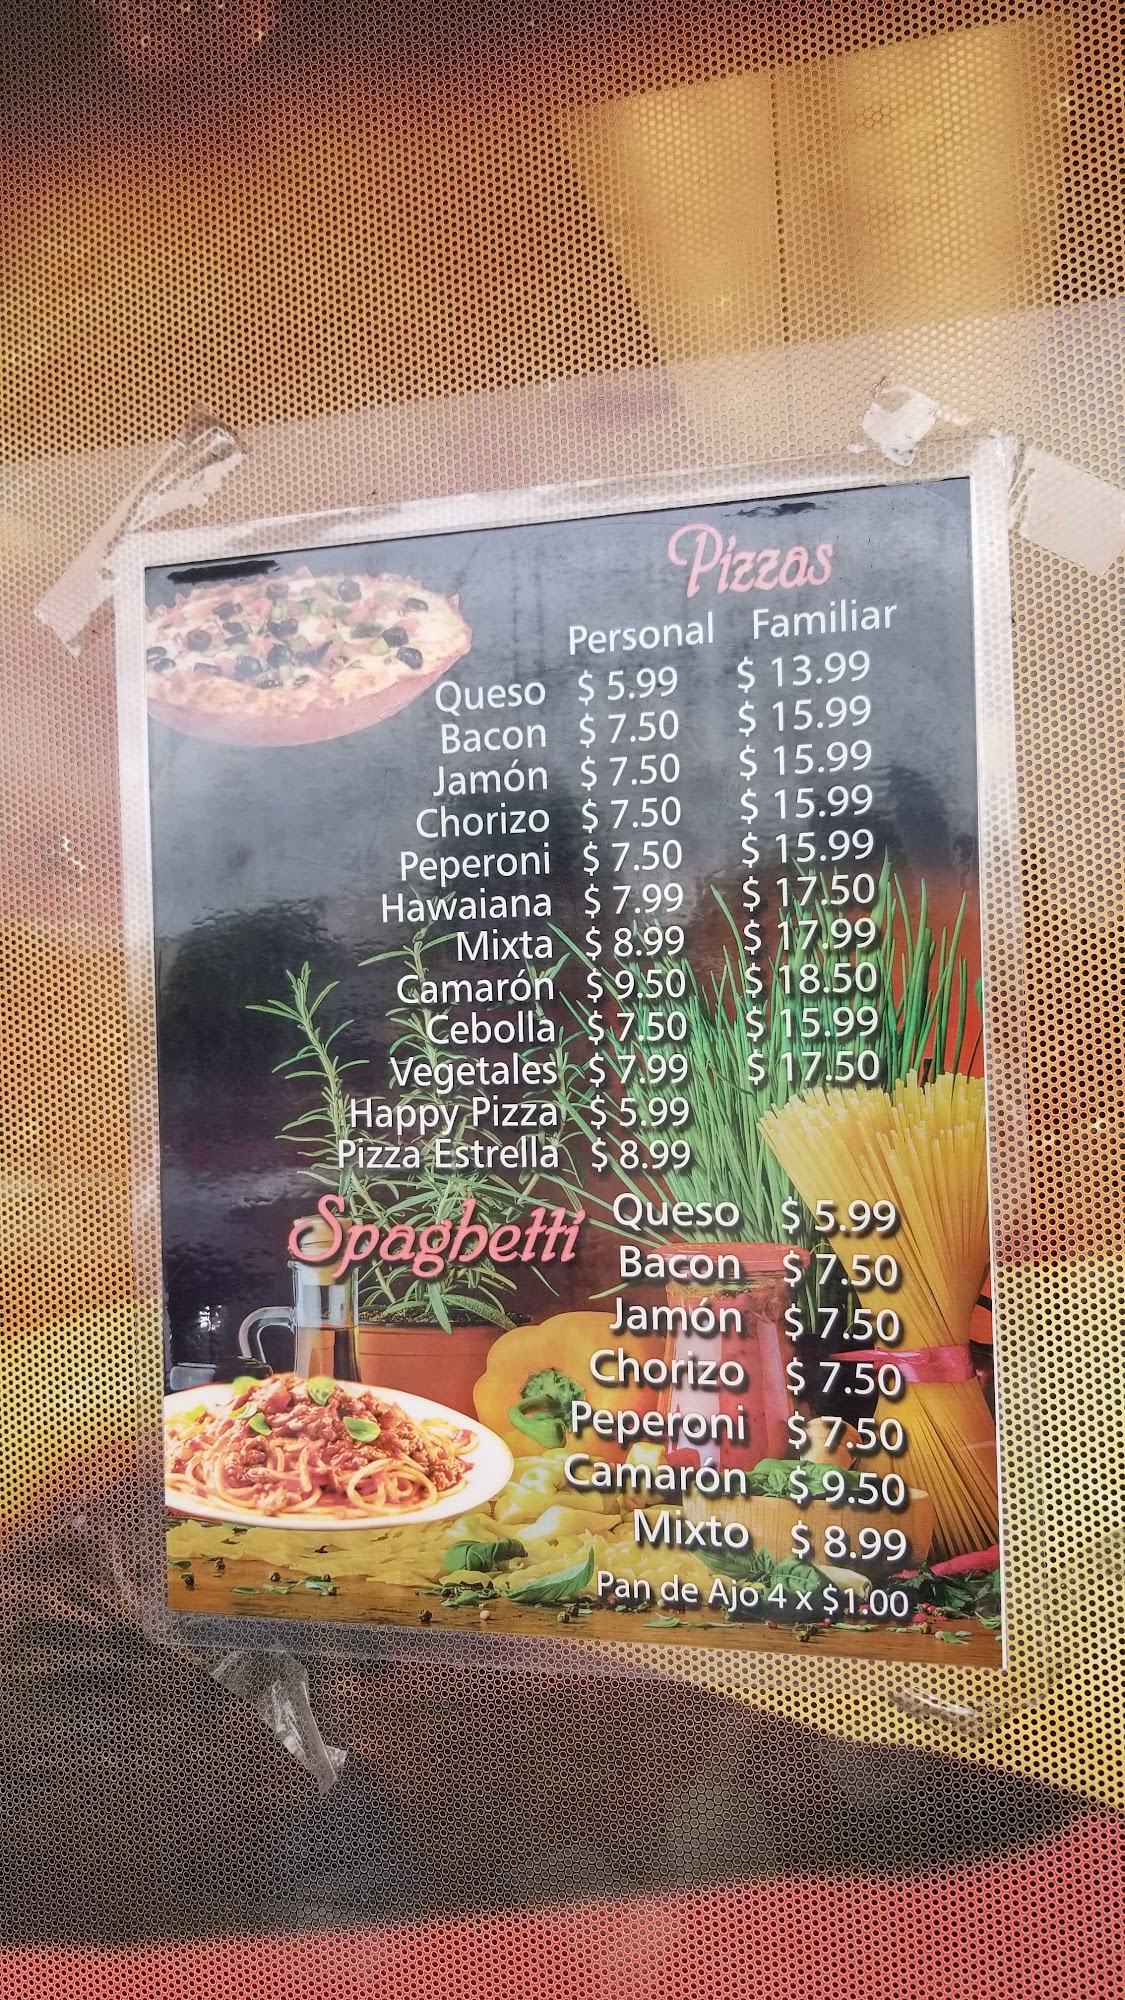 Pizzas
Personal Familiar
Queso $ 5.99 $ 13.99
Bacon $ 7.50 $ 15.99
Jamón $ 7.50 $ 15.99
Chorizo $ 7.50 $ 15.99
Peperoni $ 7.50 $ 15.99
Hawaiana $ 7.99 $ 17.50
Mixta $ 8.99 $ 17.99
Camarón $ 9.50 $ 18.50
Cebolla $ 7.50 $ 15.99
Vegetales $ 7.99 $ 17.50
Happy Pizza $ 5.99
Pizza Estrella $ 8.99
Spaghetti
Queso $ 5.99
Bacon $ 7.50
Jamón $ 7.50
Chorizo $ 7.50
Peperoni $ 7.50
Camarón $ 9.50
Mixto $ 8.99
Pan de Ajo 4 x $1.00